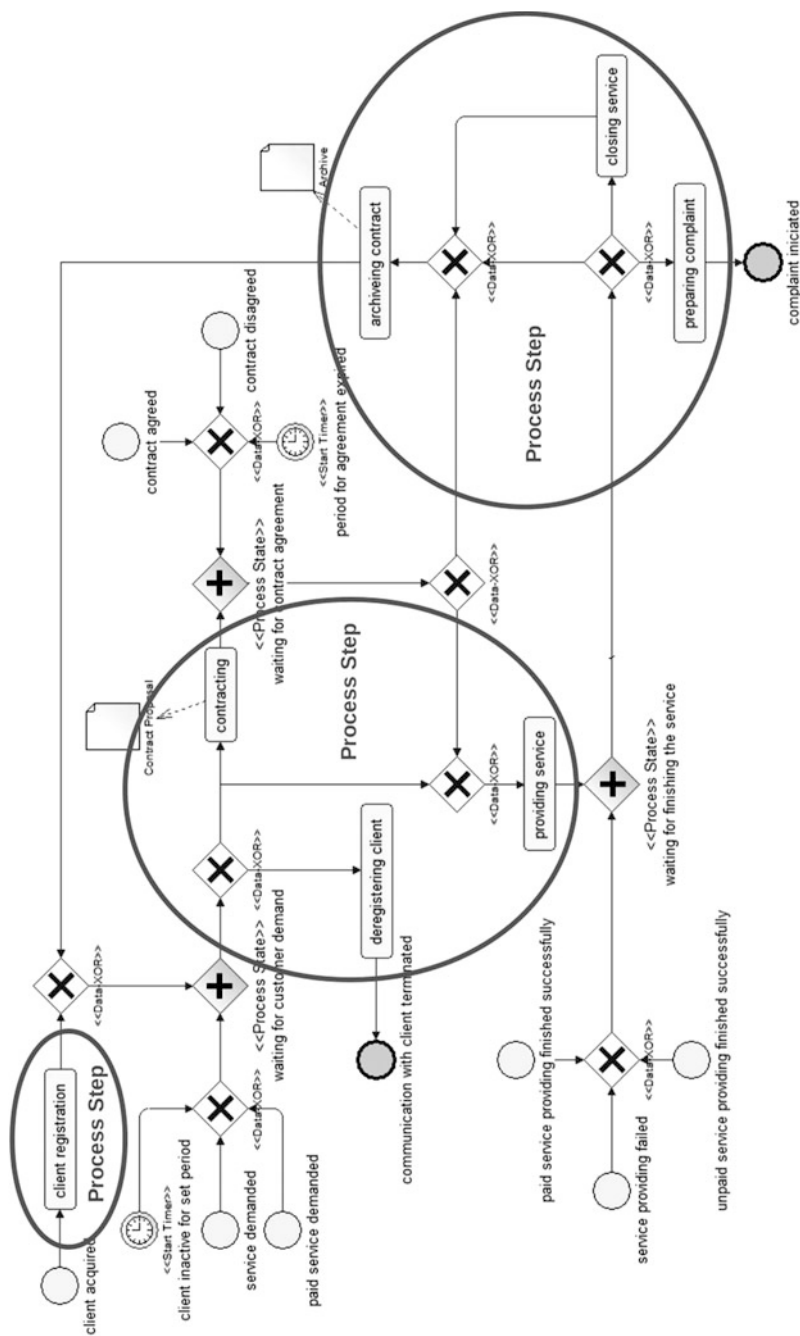 client acquired
client registration
Process Step
<<Data-XOR>>
<<Start Timer>>
client inactive for set period
service demanded
paid service demanded
<<Data-XOR>>
<<Process State>>
waiting for customer demand
<<Data-XOR>>
deregistering client
communication with client terminated
Contract Proposal
contracting
Process Step
<<Process State>>
waiting for contract agreement
contract agreed
contract disagreed
<<Data-XOR>>
<<Start Timer>>
period for agreement expired
<<Data-XOR>>
<<Data-XOR>>
providing service
<<Process State>>
waiting for finishing the service
paid service providing finished successfully
service providing failed
<<Data-XOR>>
unpaid service providing finished successfully
Archive
archiveing contract
<<Data-XOR>>
Process Step
closing service
<<Data-XOR>>
preparing complaint
complaint iniciated